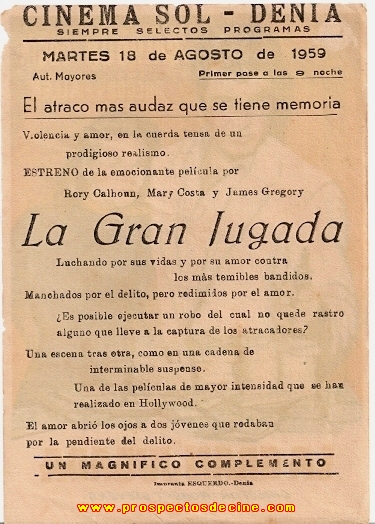 CINEMA SOL - DENIA
SIEMPRE SELECTOS PROGRAMAS
MARTES 18 de AGOSTO de 1959
Aut. Mayores Primer pase a las 9 noche
El atraco mas audaz que se tiene memoria
Violencia y amor, en la cuerda tensa de un
prodigioso realismo.
ESTRENO de la emocionante película por
Rory Calhoun, Mary Costa y James Gregory
La Gran Jugada
Luchando por sus vidas y por su amor contra
los màs temibles bandidos.
Manchados por el delito, pero redimidos por el amor.
¿Es posible ejecutar un robo del cual no quede rastro
alguno que lleve a la captura de los atracadores?
Una escena tras otra, como en una cadena de
interminable suspense.
Una de las películas de mayor intensidad que se han
realizado en Hollywood.
El amor abrió los ojos a dos jóvenes que rodaban
por la pendiente del delito.
UN MAGNIFICO COMPLEMENTO
Imprenta ESQUERDO.-Denia
www.prospectosdecine.com